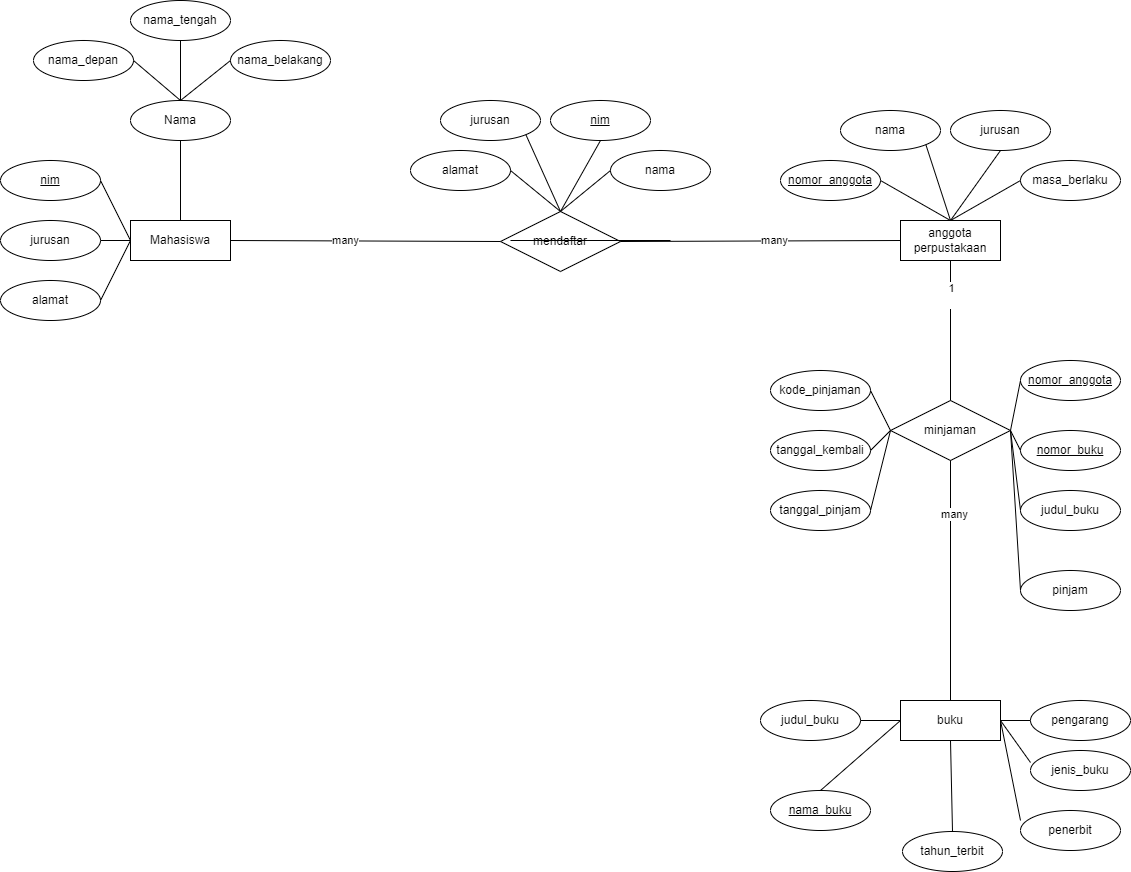 nama_tengah
nama_depan
nama_belakang
Nama
nim
jurusan
alamat
Mahasiswa
many
jurusan
nim
alamat
nama
mendaftar
many
nama
jurusan
nomor_anggota
masa_berlaku
anggota
perpustakaan
1
kode_pinjaman
tanggal_kembali
tanggal_pinjam
minjaman
nomor_anggota
nomor_buku
judul_buku
pinjam
many
judul_buku
buku
pengarang
jenis_buku
nama_buku
penerbit
tahun_terbit